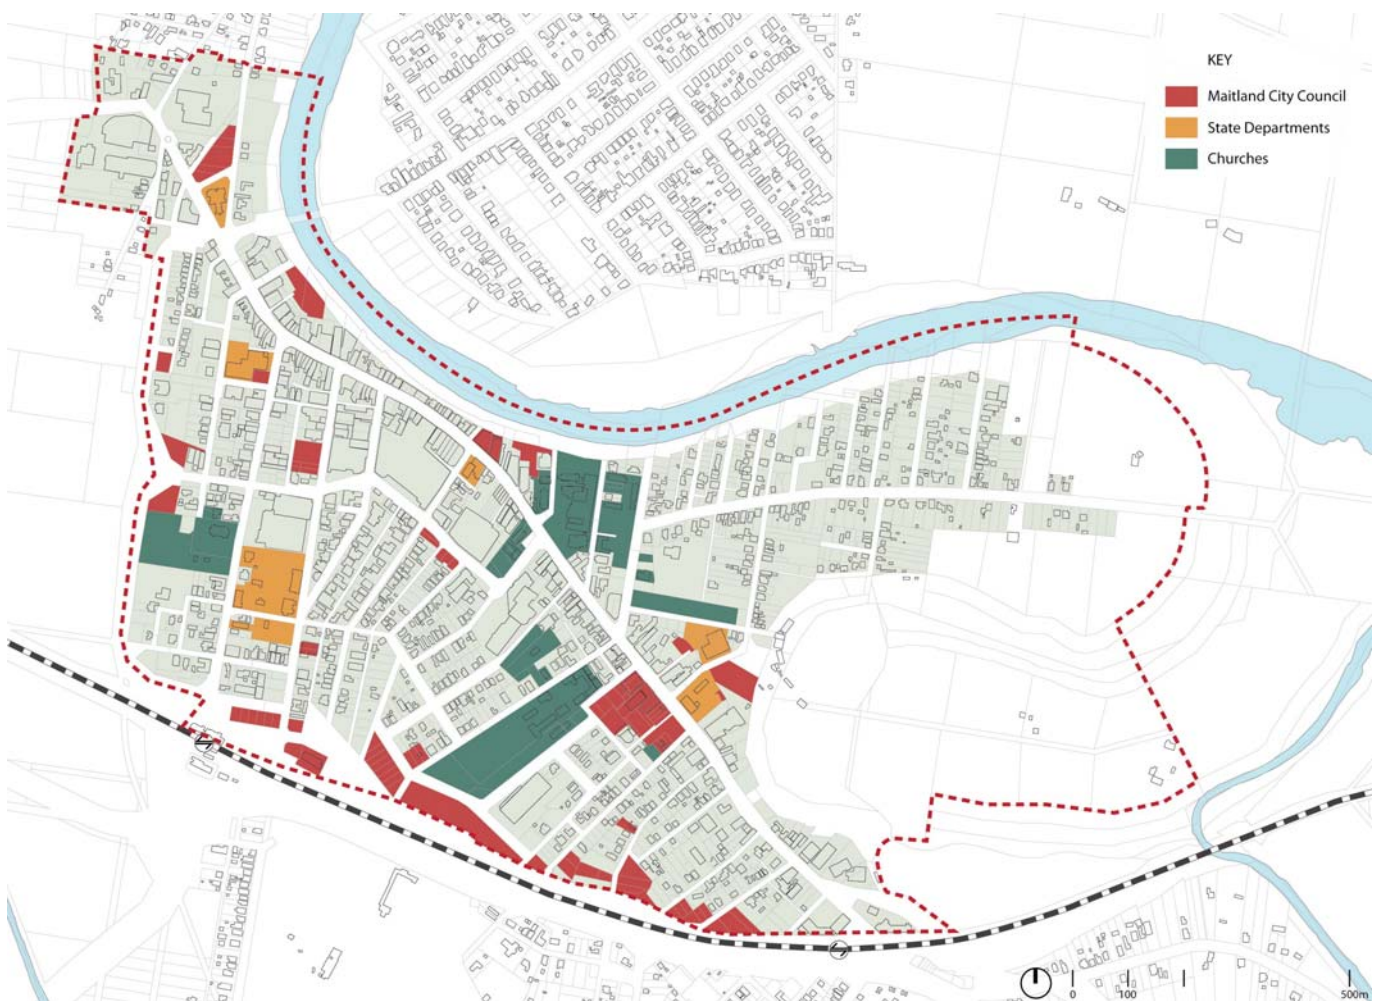 KEY
Maitland City Council
State Departments
Churches
0 100 500m